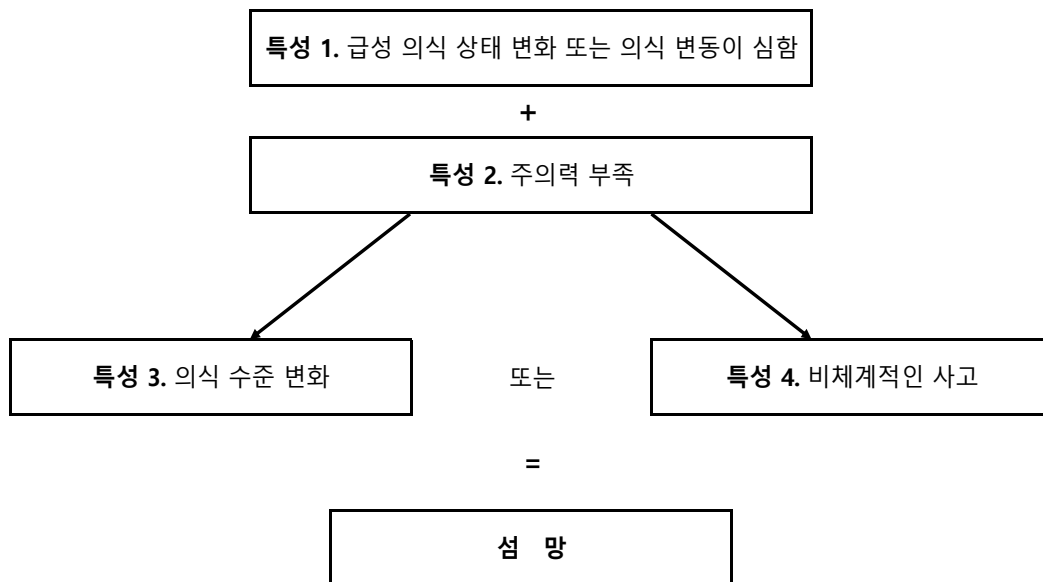 특성 1. 급성 의식 상태 변화 또는 의식 변동이 심함
+
특성 2. 주의력 부족
특성 3. 의식 수준 변화
또는
특성 4. 비체계적인 사고
=
섬 망